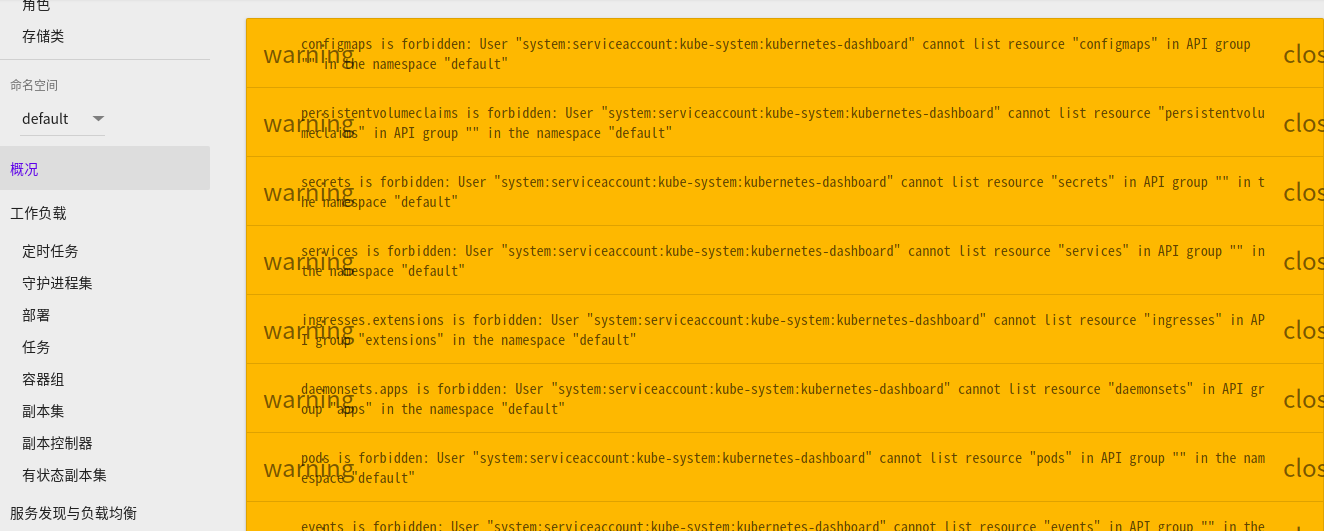 角色
存储类
命名空间
default
概况
工作负载
定时任务
守护进程集
部署
任务
容器组
副本集
副本控制器
有状态副本集
服务发现与负载均衡
warning
configmaps is forbidden: User "system:serviceaccount:kube-system:kubernetes-dashboard" cannot list resource "configmaps" in API group
"" in the namespace "default"
clos
warning
persistentvolumeclaims is forbidden: User "system:serviceaccount:kube-system:kubernetes-dashboard" cannot list resource "persistentvolu
meclaims" in API group "" in the namespace "default"
clos
warning
secrets is forbidden: User "system:serviceaccount:kube-system:kubernetes-dashboard" cannot list resource "secrets" in API group "" in t
he namespace "default"
clos
warning
services is forbidden: User "system:serviceaccount:kube-system:kubernetes-dashboard" cannot list resource "services" in API group "" in
the namespace "default"
clos
warning
ingresses.extensions is forbidden: User "system:serviceaccount:kube-system:kubernetes-dashboard" cannot list resource "ingresses" in AP
I group "extensions" in the namespace "default"
clos
warning
daemonsets.apps is forbidden: User "system:serviceaccount:kube-system:kubernetes-dashboard" cannot list resource "daemonsets" in API gr
oup "apps" in the namespace "default"
clos
warning
pods is forbidden: User "system:serviceaccount:kube-system:kubernetes-dashboard" cannot list resource "pods" in API group "" in the nam
espace "default"
clos
events is forbidden: User "system:serviceaccount:kube-system:kubernetes-dashboard" cannot list resource "events" in API group "" in the